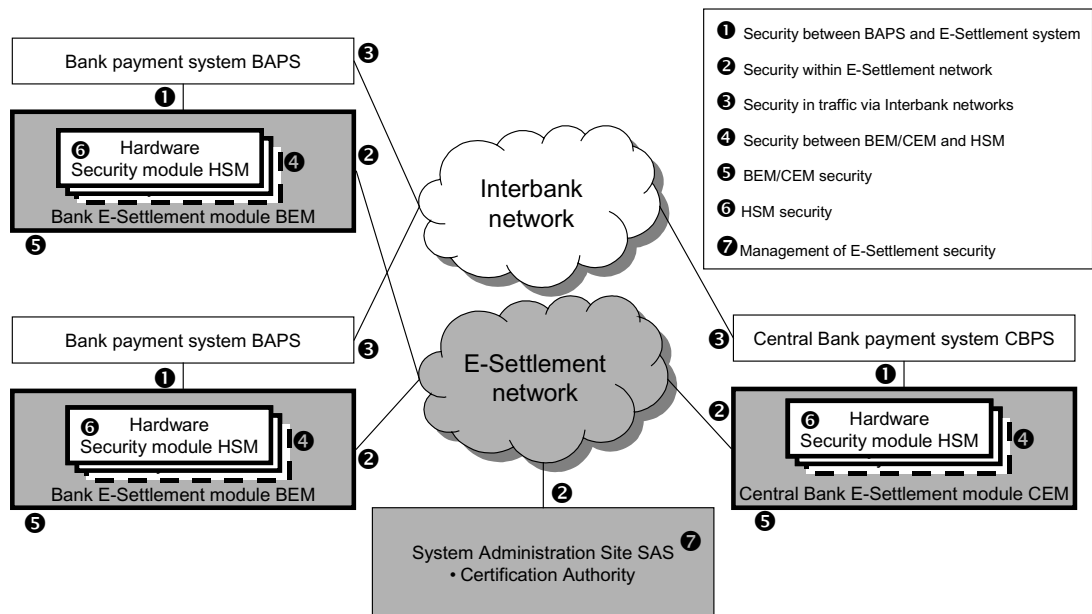 Bank payment system BAPS
❸
❶
❻ Hardware
Security module HSM
❹
❷
Bank E-Settlement module BEM
❺
Interbank
network
❶ Security between BAPS and E-Settlement system
❷ Security within E-Settlement network
❸ Security in traffic via Interbank networks
❹ Security between BEM/CEM and HSM
❺ BEM/CEM security
❻ HSM security
❼ Management of E-Settlement security
Bank payment system BAPS
❸
❶
❻ Hardware
Security module HSM
❹
❷
Bank E-Settlement module BEM
❺
E-Settlement
network
❷
❸
Central Bank payment system CBPS
❶
❷
❻ Hardware
Security module HSM
❹
Central Bank E-Settlement module CEM
❺
System Administration Site SAS
❼
• Certification Authority